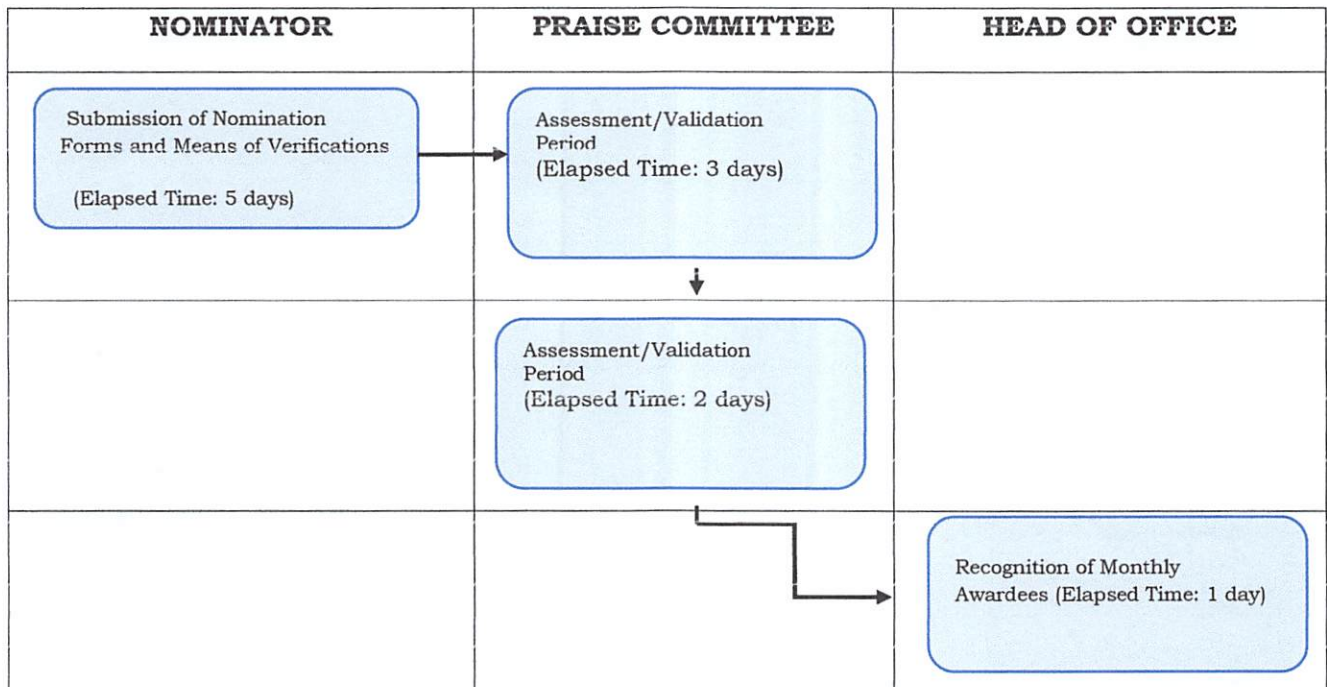 NOMINATOR
PRAISE COMMITTEE
HEAD OF OFFICE
Submission of Nomination
Forms and Means of Verifications
(Elapsed Time: 5 days)
Assessment/Validation
Period
(Elapsed Time: 3 days)
Assessment/Validation
Period
(Elapsed Time: 2 days)
Recognition of Monthly
Awardees (Elapsed Time: 1 day)